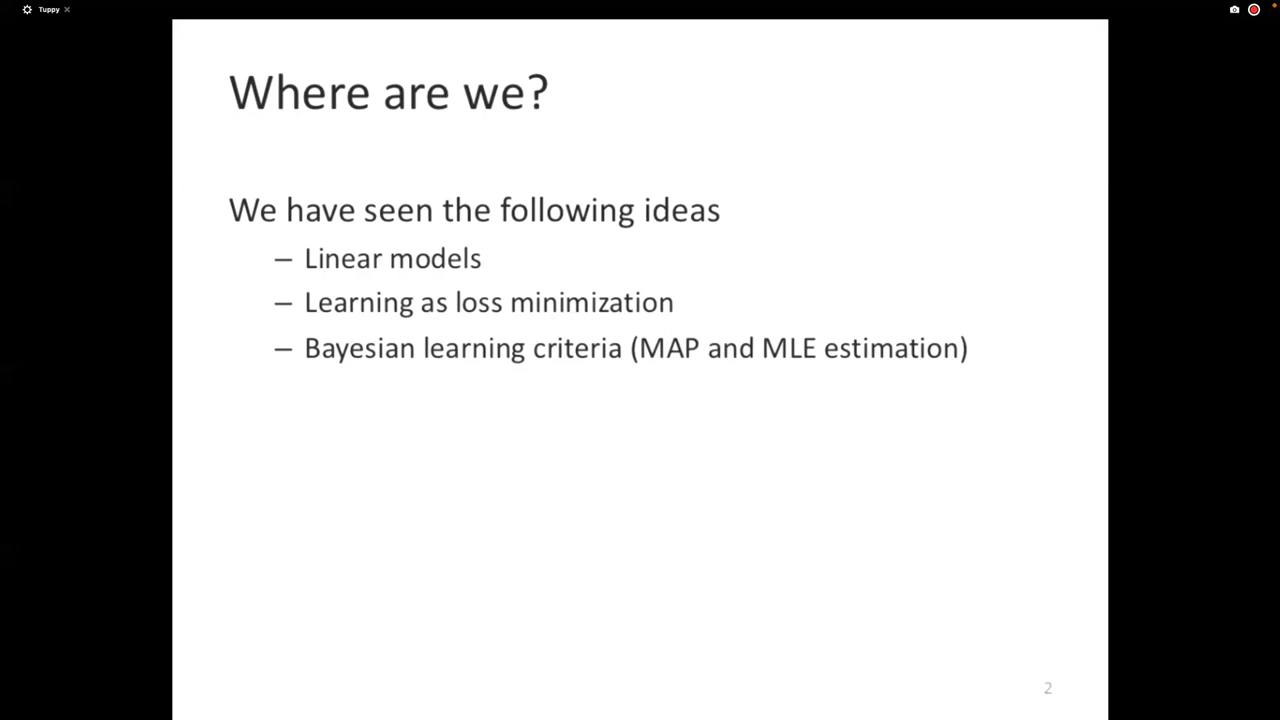 Tuppy
Where are we?
We have seen the following ideas
– Linear models
– Learning as loss minimization
– Bayesian learning criteria (MAP and MLE estimation)
2